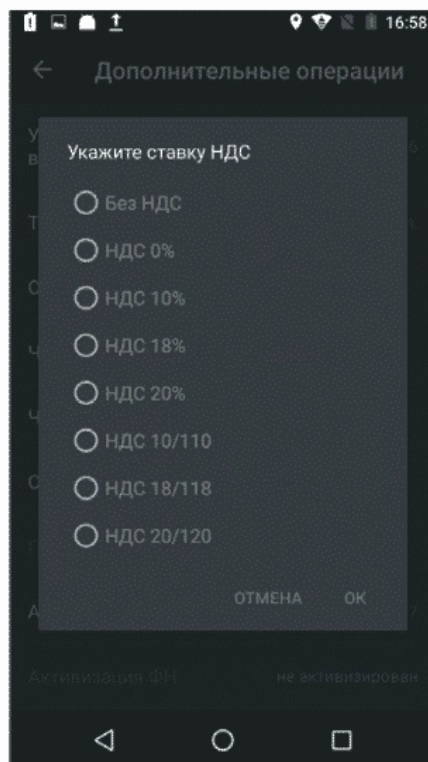 16:58
Дополнительные операции
Укажите ставку НДС
Без НДС
НДС 0%
НДС 10%
НДС 18%
НДС 20%
НДС 10/110
НДС 18/118
НДС 20/120
ОТМЕНА ОК
Активизация ФН не активизирован